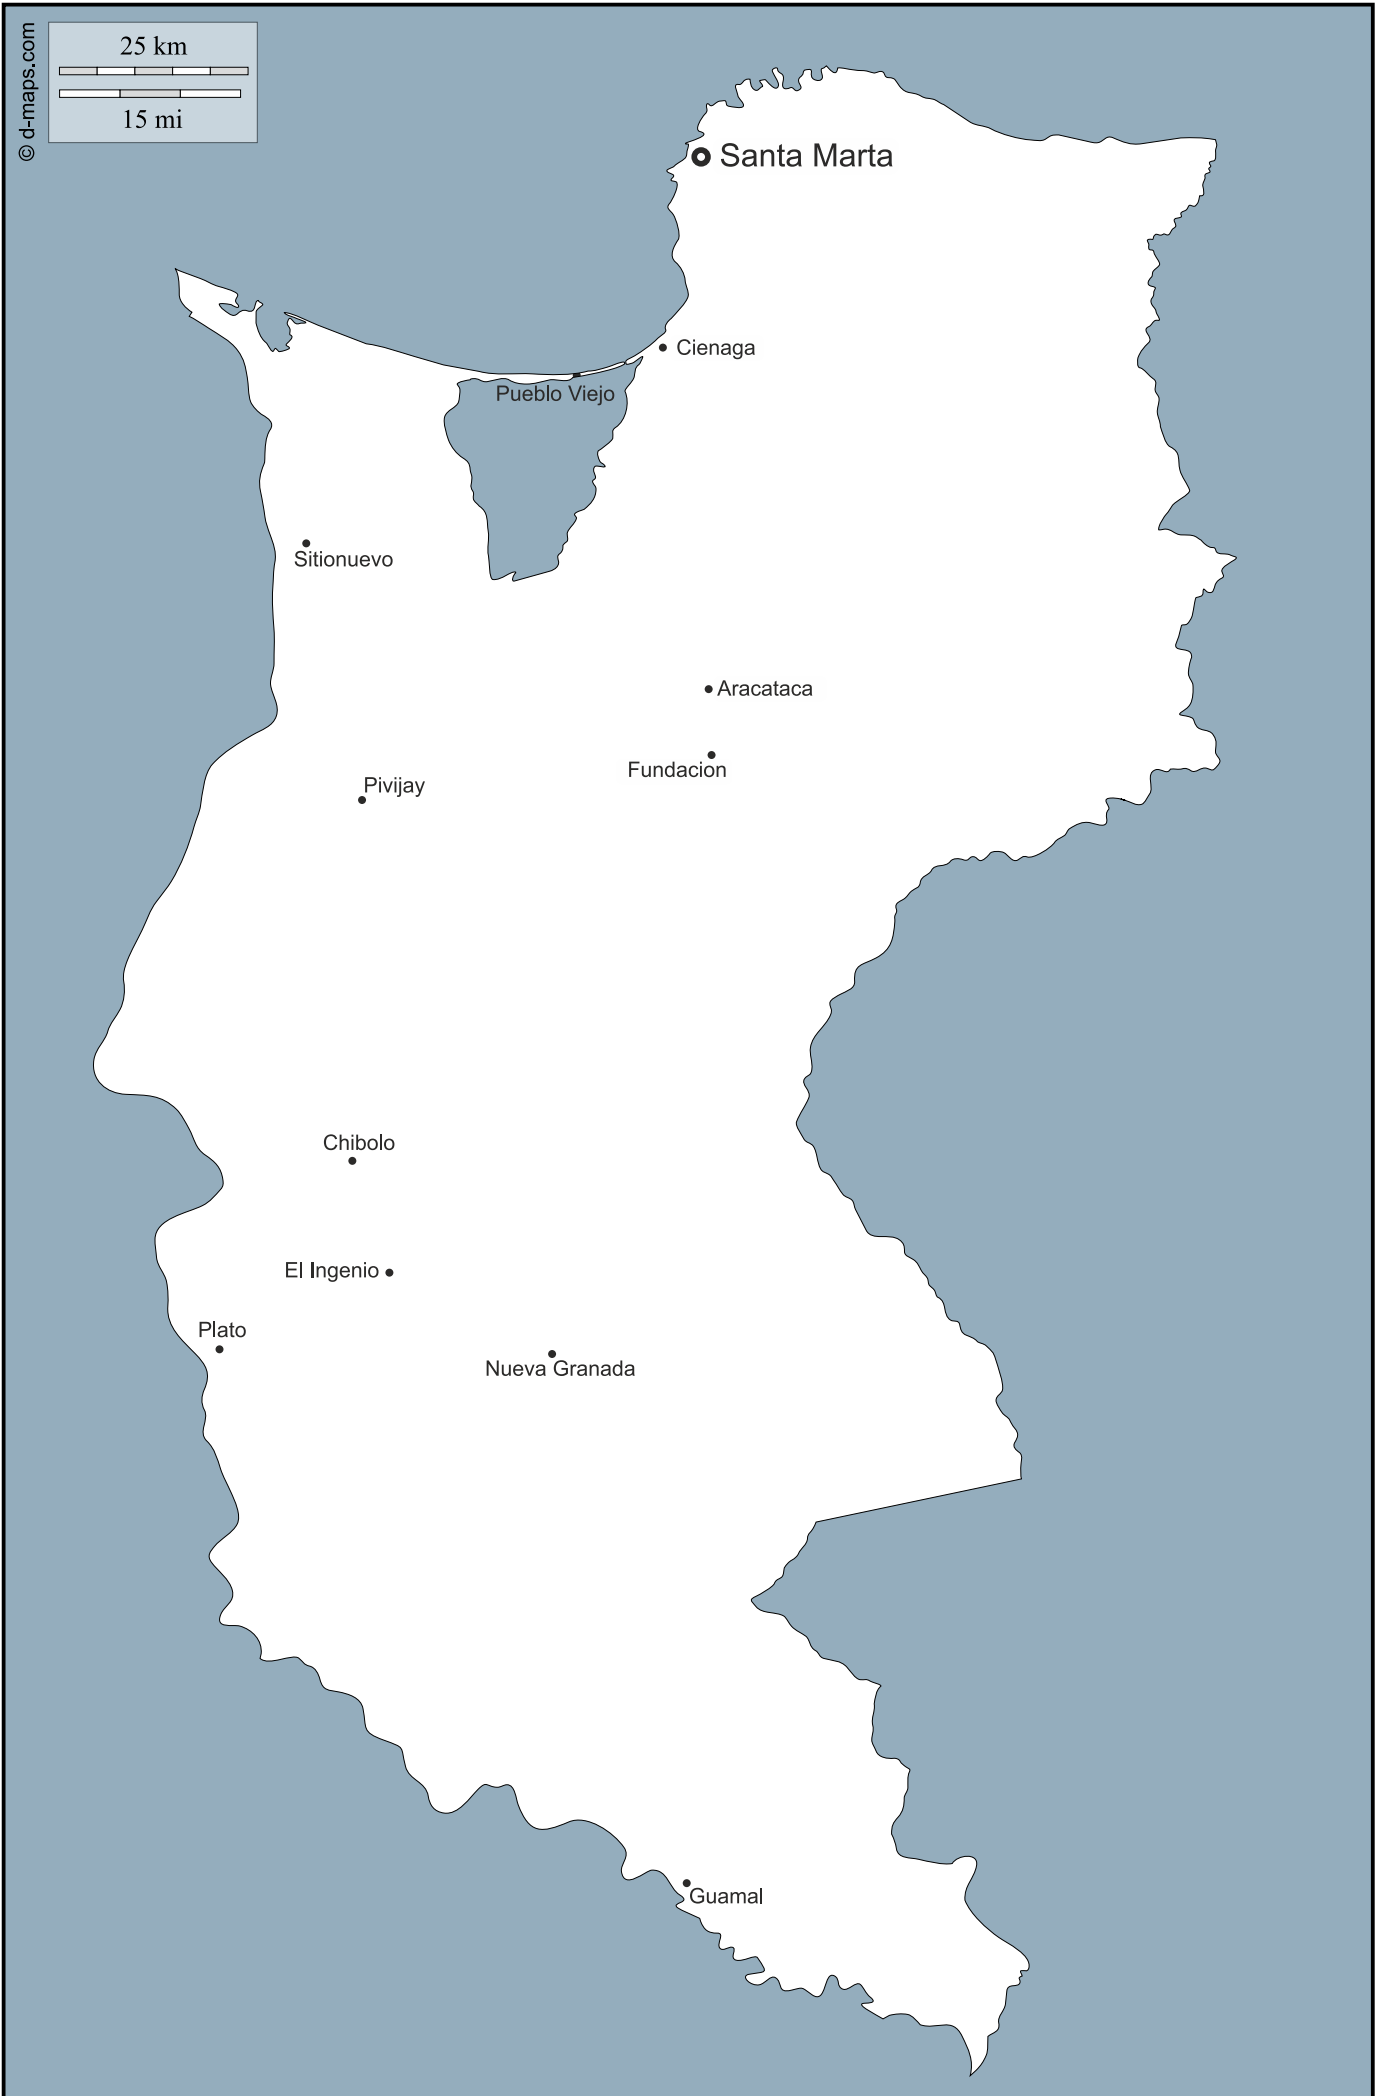 © d-maps.com
25 km
15 mi
Santa Marta
Cienaga
Pueblo Viejo
Sitionuevo
Aracataca
Fundacion
Pivijay
Chibolo
El Ingenio
Plato
Nueva Granada
Guamal